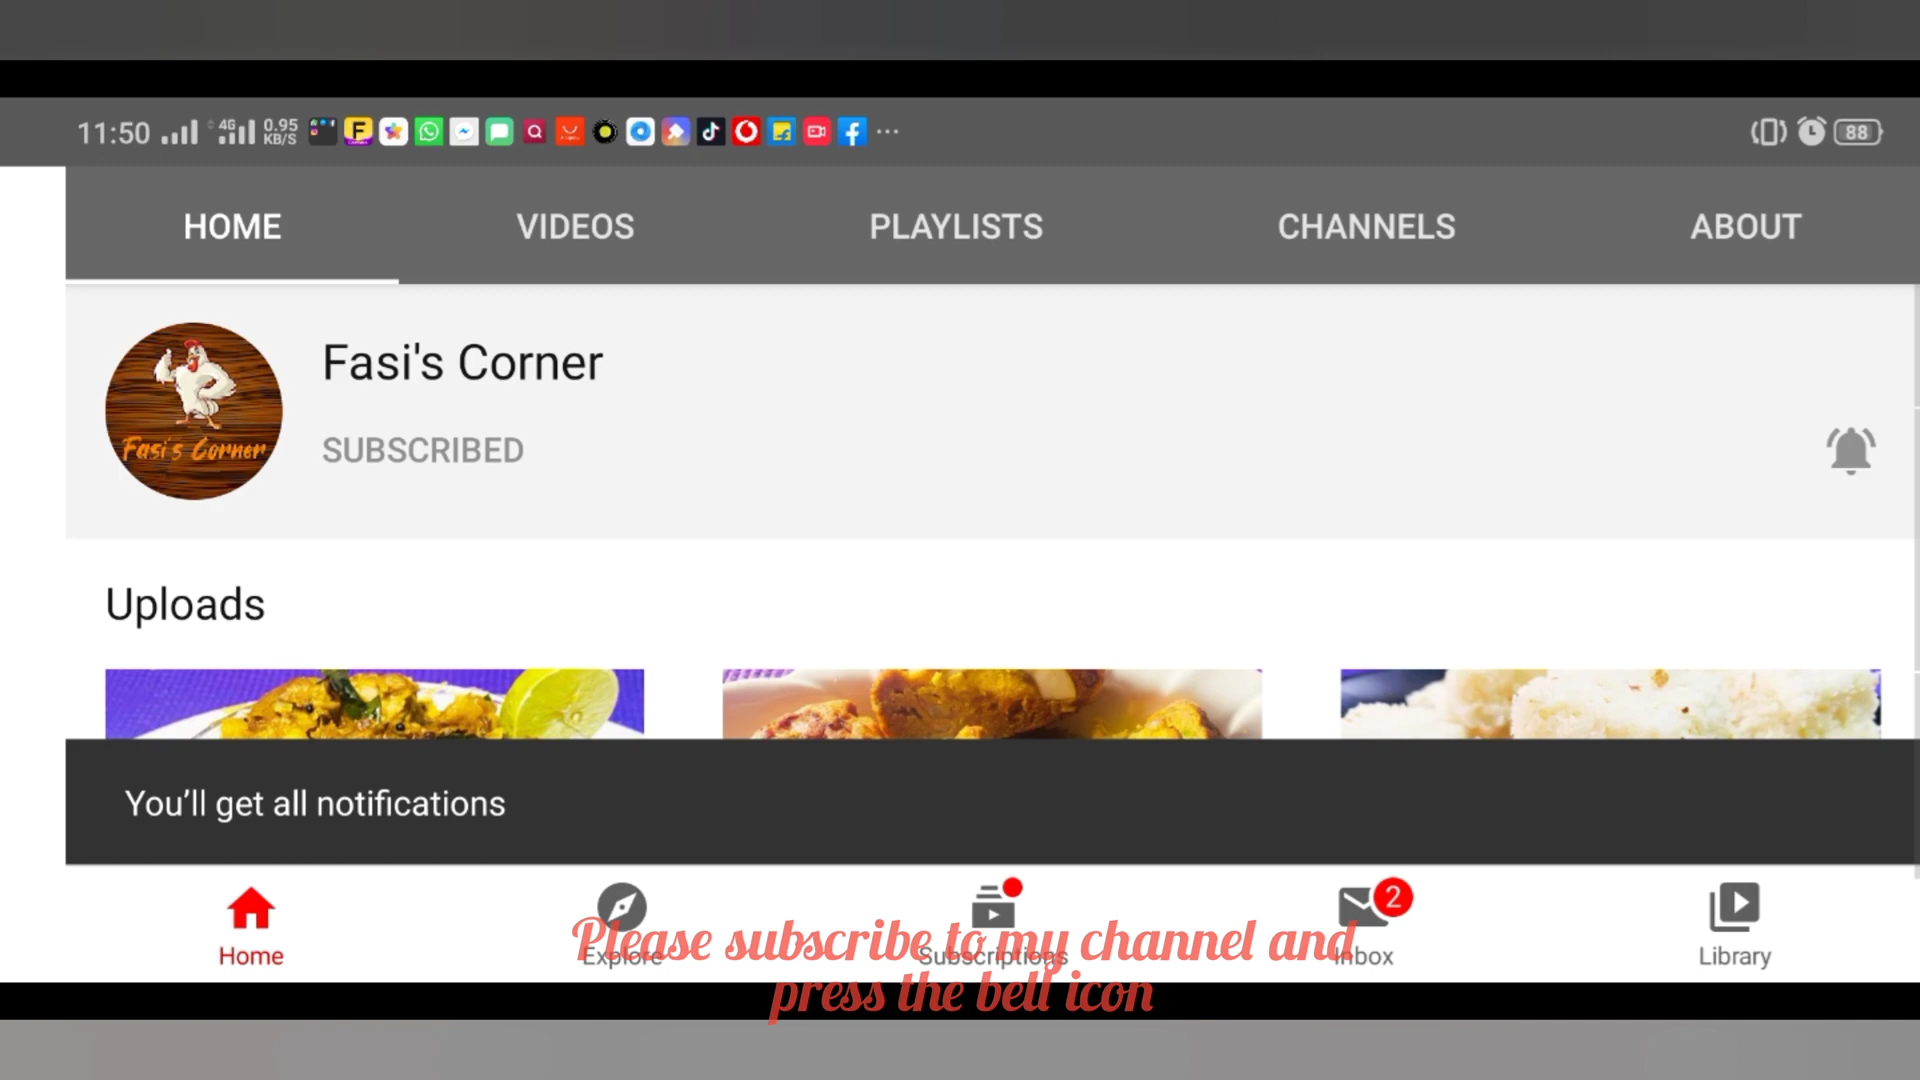 11:50 4G 0.95 KB/S 88
HOME VIDEOS PLAYLISTS CHANNELS ABOUT
Fasi's Corner
SUBSCRIBED
Fasi's Corner
Uploads
You'll get all notifications
2
Home Explore Subscriptions Inbox Library
Please subscribe to my channel and
press the bell icon